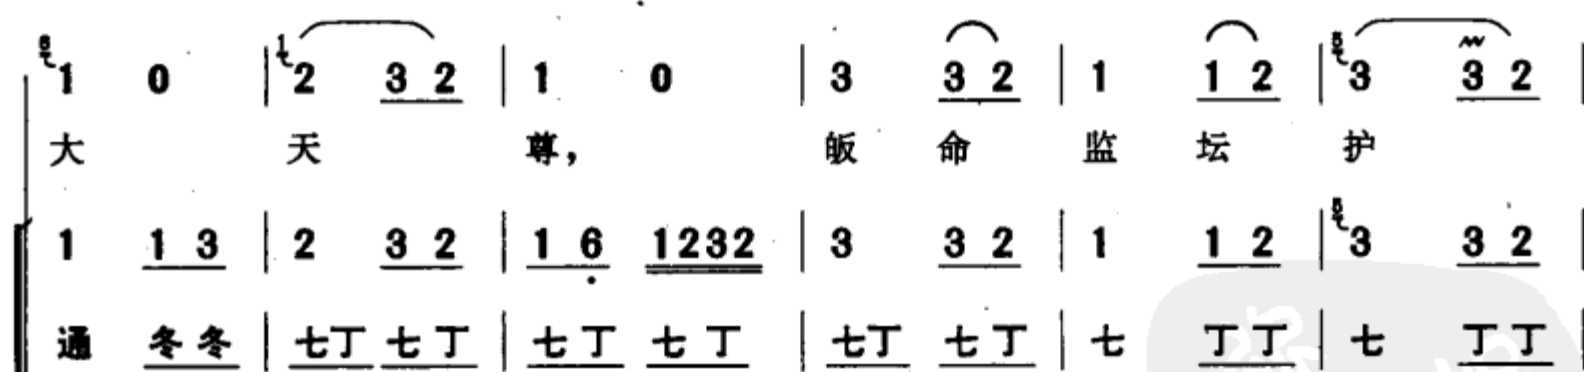 1 0 | 2 3 2 | 1 0 | 3 3 2 | 1 1 2 | 3 3 2 |
大 天 尊， 皈 命 监 坛 护
1 1 3 | 2 3 2 | 1 6 1232 | 3 3 2 | 1 1 2 | 3 3 2 |
通 冬冬 | 七丁 七丁 | 七丁 七丁 | 七丁 七丁 | 七 丁丁 | 七 丁丁 |